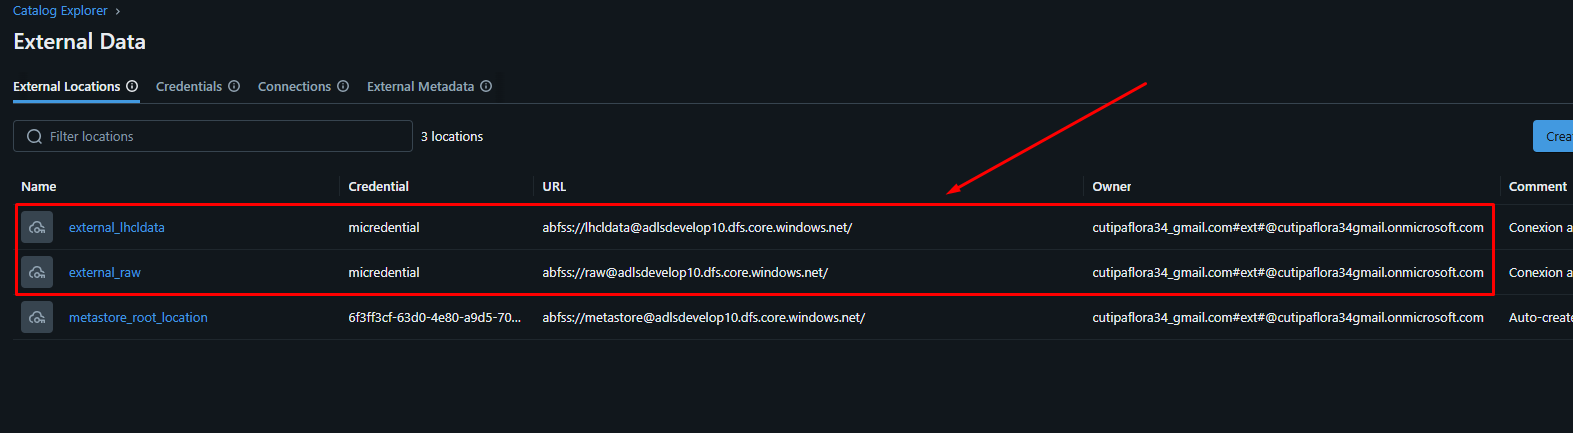 Catalog Explorer >
External Data
External Locations Credentials Connections External Metadata
Filter locations 3 locations Crea
Name Credential URL Owner Comment
external_lhcldata micredential abfss://lhcldata@adlsdevelop10.dfs.core.windows.net/ cutipaflora34_gmail.com#ext#@cutipaflora34gmail.onmicrosoft.com Conexion a
external_raw micredential abfss://raw@adlsdevelop10.dfs.core.windows.net/ cutipaflora34_gmail.com#ext#@cutipaflora34gmail.onmicrosoft.com Conexion a
metastore_root_location 6f3ff3cf-63d0-4e80-a9d5-70... abfss://metastore@adlsdevelop10.dfs.core.windows.net/ cutipaflora34_gmail.com#ext#@cutipaflora34gmail.onmicrosoft.com Auto-create